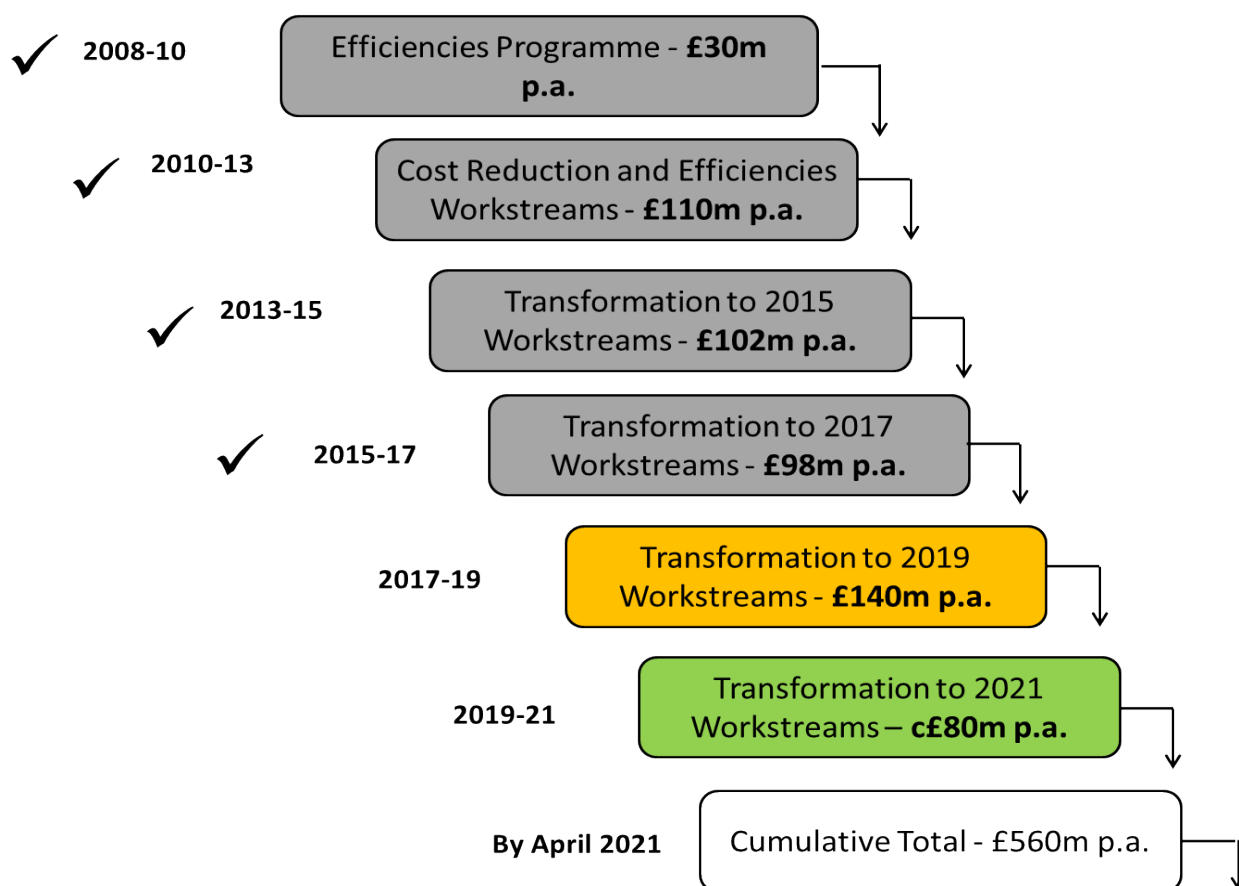 2008-10
Efficiencies Programme - £30m
p.a.
2010-13
Cost Reduction and Efficiencies
Workstreams - £110m p.a.
2013-15
Transformation to 2015
Workstreams - £102m p.a.
2015-17
Transformation to 2017
Workstreams - £98m p.a.
2017-19
Transformation to 2019
Workstreams - £140m p.a.
2019-21
Transformation to 2021
Workstreams – c£80m p.a.
By April 2021
Cumulative Total - £560m p.a.